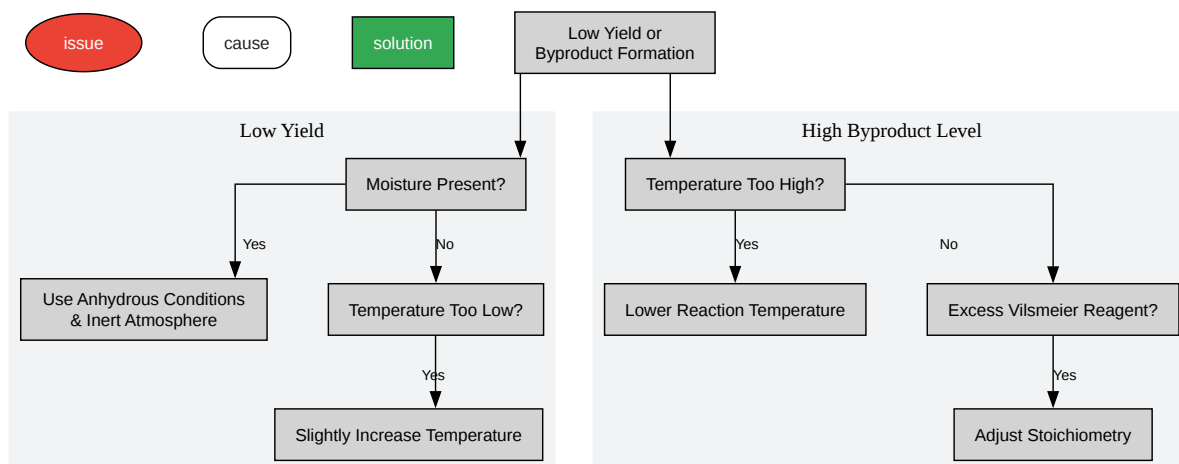 issue
cause
solution
Low Yield or
Byproduct Formation
Low Yield
High Byproduct Level
Moisture Present?
Temperature Too High?
Yes
No
Yes
No
Use Anhydrous Conditions
& Inert Atmosphere
Temperature Too Low?
Lower Reaction Temperature
Excess Vilsmeier Reagent?
Yes
Yes
Slightly Increase Temperature
Adjust Stoichiometry